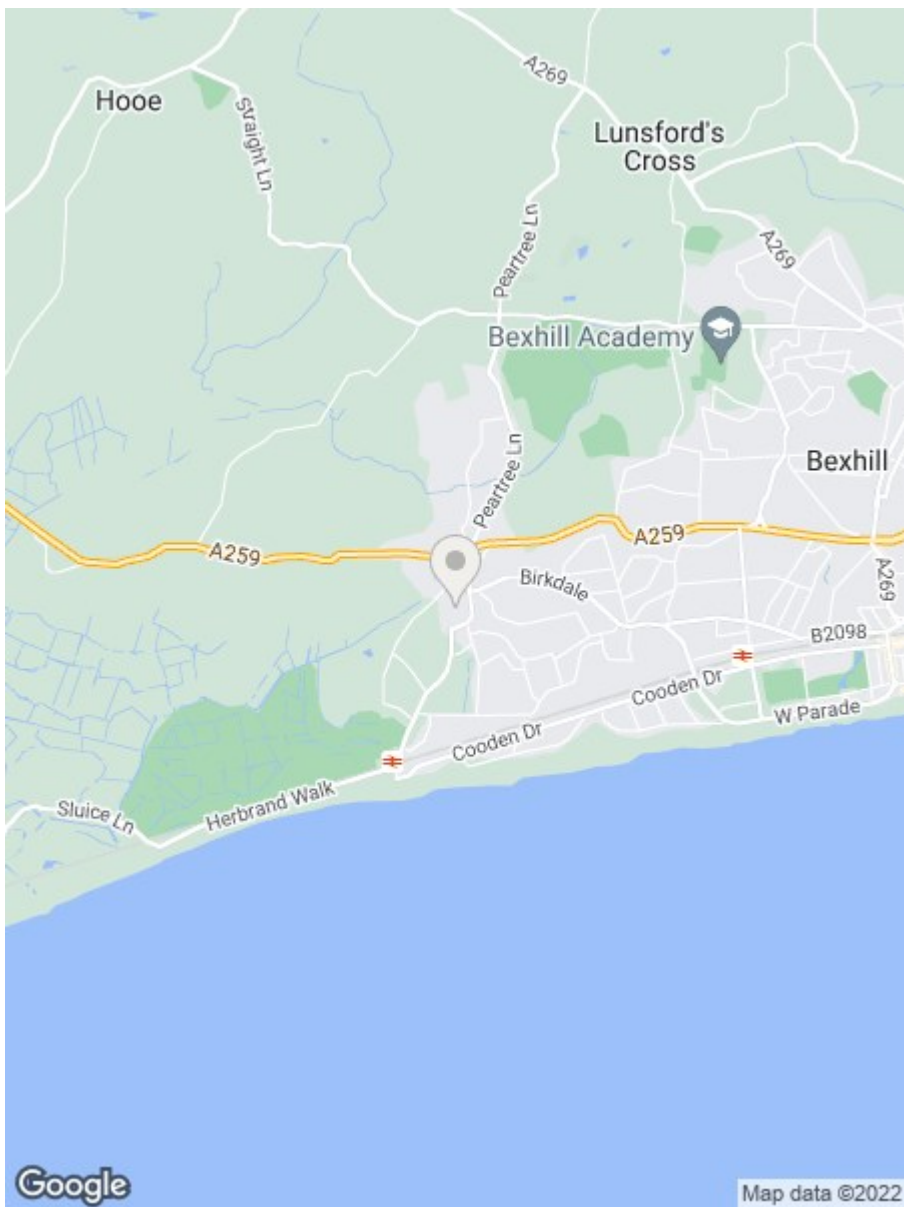 A269
Hooe
Lunsford's
Cross
Straight Ln
Peartree Ln
A269
Bexhill Academy
Bexhill
Peartree Ln
A259
A259
Birkdale
A269
B2098
Cooden Dr
W Parade
Cooden Dr
Herbrand Walk
Sluice Ln
Google
Map data ©2022